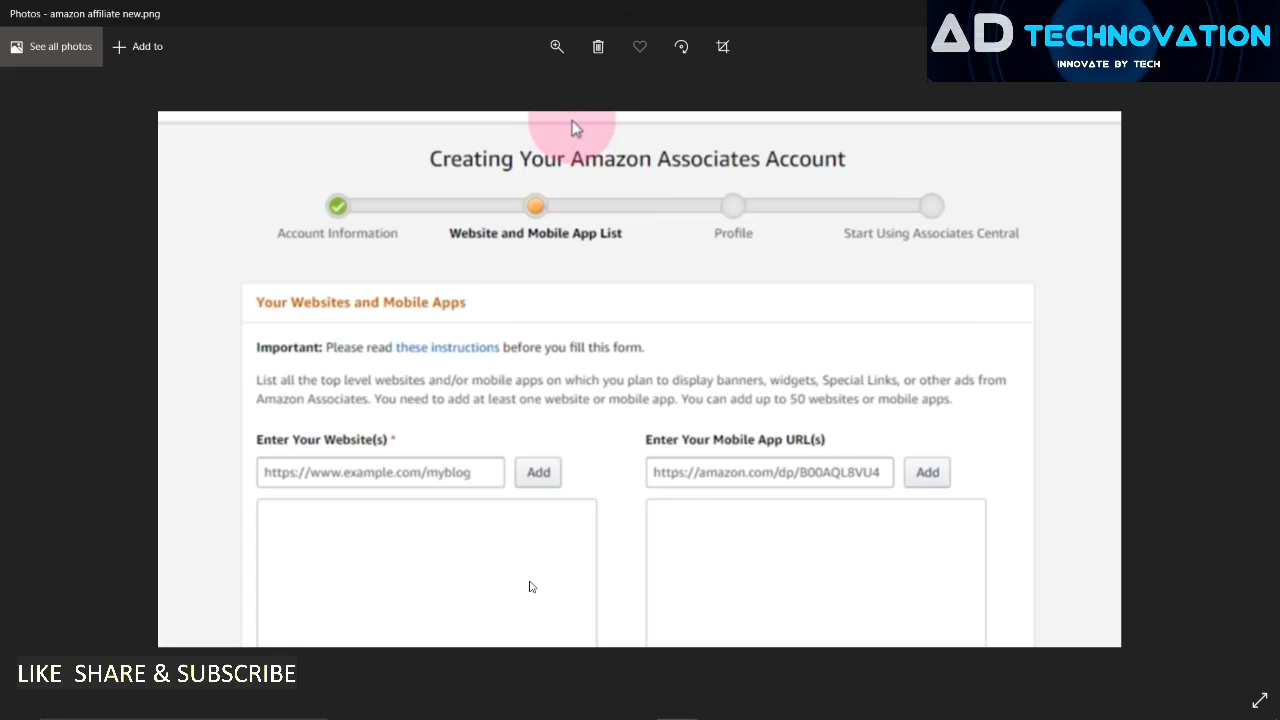 Photos - amazon affiliate new.png
See all photos
Add to
AD TECHNOVATION
INNOVATE BY TECH
Creating Your Amazon Associates Account
Account Information
Website and Mobile App List
Profile
Start Using Associates Central
Your Websites and Mobile Apps
Important: Please read these instructions before you fill this form.
List all the top level websites and/or mobile apps on which you plan to display banners, widgets, Special Links, or other ads from
Amazon Associates. You need to add at least one website or mobile app. You can add up to 50 websites or mobile apps.
Enter Your Website(s) *
Enter Your Mobile App URL(s)
https://www.example.com/myblog
Add
https://amazon.com/dp/B00AQL8VU4
Add
LIKE SHARE & SUBSCRIBE